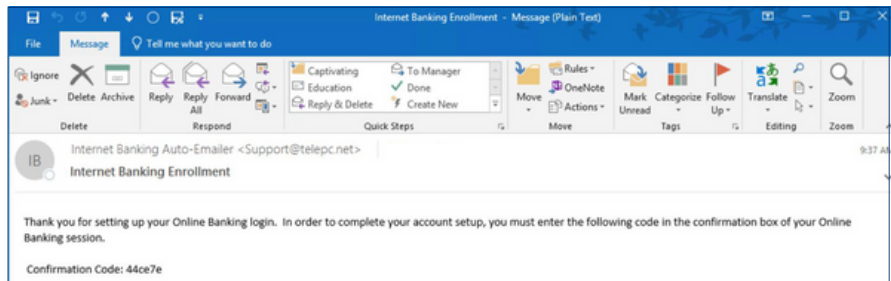 Internet Banking Enrollment - Message (Plain Text)
File Message Tell me what you want to do
Ignore
Junk
Delete Archive
Reply Reply All Forward
Captivating To Manager
Education Done
Reply & Delete Create New
Move
Rules
OneNote
Actions
Mark Unread Categorize Follow Up
Translate
Zoom
Delete Respond Quick Steps Move Tags Editing Zoom
IB
Internet Banking Auto-Emailer <Support@telepc.net>
9:37 AM
Internet Banking Enrollment
Thank you for setting up your Online Banking login. In order to complete your account setup, you must enter the following code in the confirmation box of your Online
Banking session.
Confirmation Code: 44ce7e